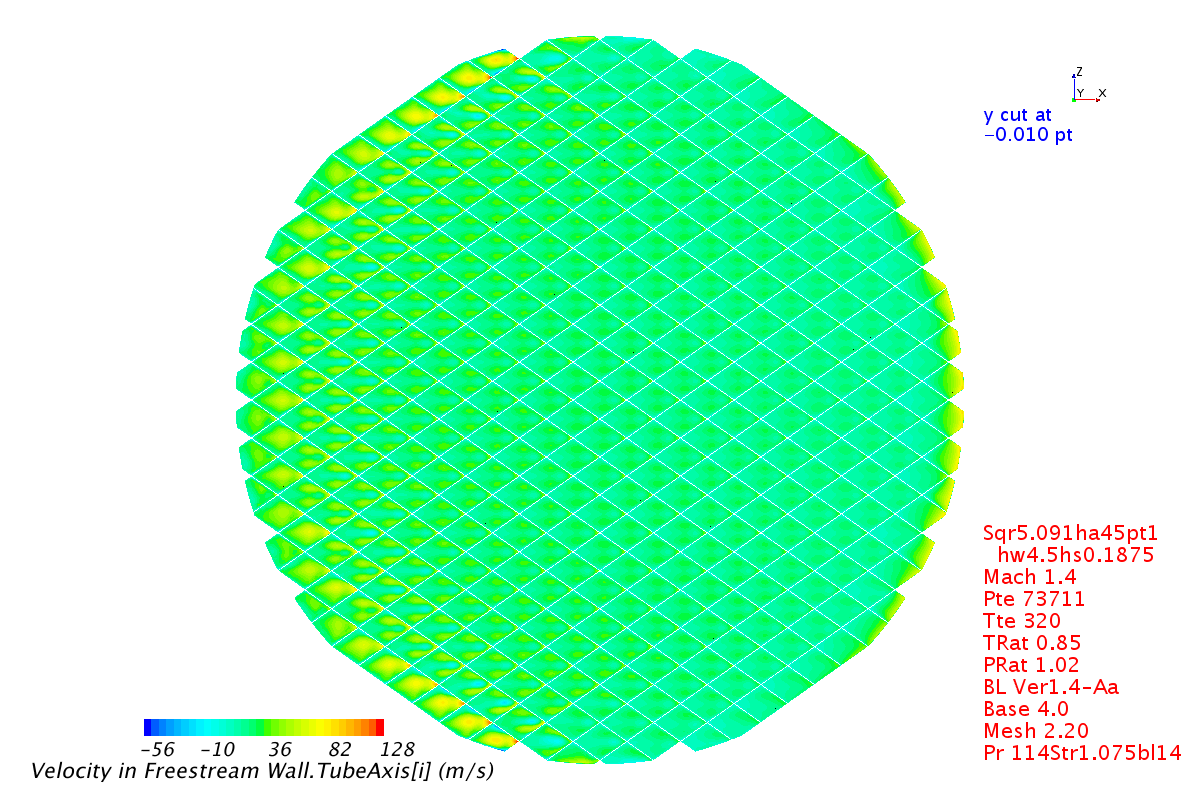 Z
Y X
y cut at
−0.010 pt
Sqr5.091ha45pt1
hw4.5hs0.1875
Mach 1.4
Pte 73711
Tte 320
TRat 0.85
PRat 1.02
BL Ver1.4−Aa
Base 4.0
Mesh 2.20
Pr 114Str1.075bl14
−56 −10 36 82 128
Velocity in Freestream Wall.TubeAxis[i] (m/s)